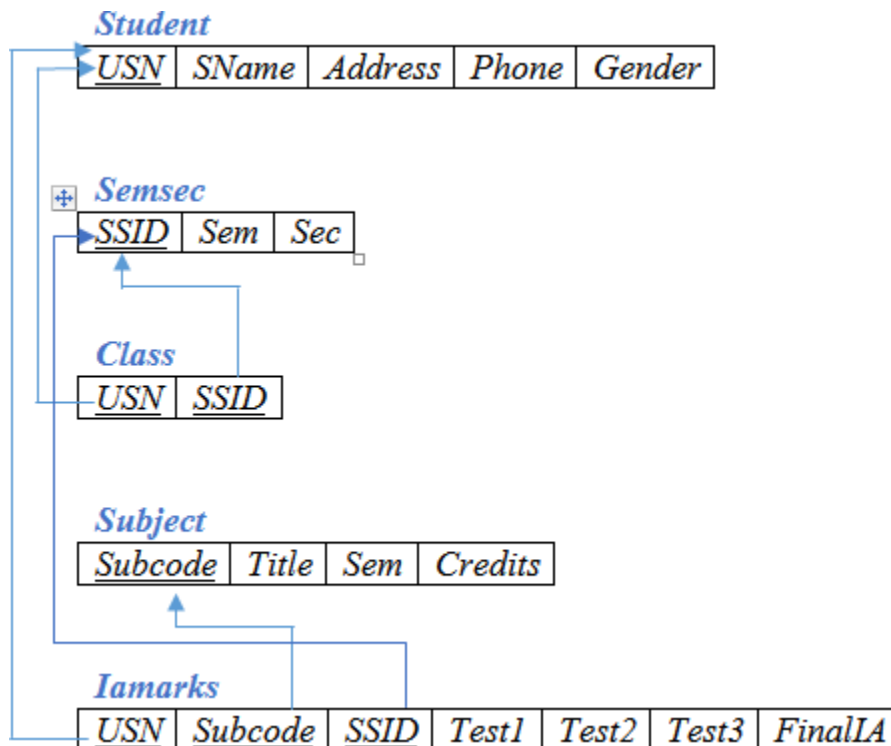 Student
USN SName Address Phone Gender
Semsec
SSID Sem Sec
Class
USN SSID
Subject
Subcode Title Sem Credits
Iamarks
USN Subcode SSID Test1 Test2 Test3 FinalIA